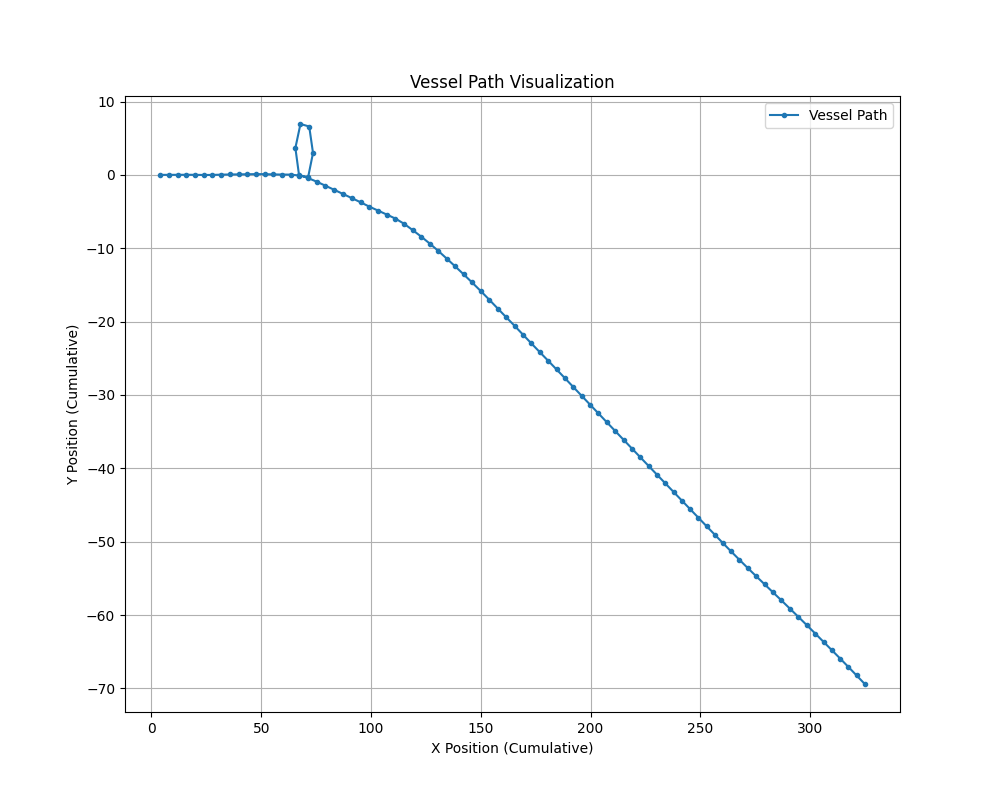 Vessel Path Visualization
Vessel Path
10
0
−10
−20
−30
−40
−50
−60
−70
Y Position (Cumulative)
0 50 100 150 200 250 300
X Position (Cumulative)